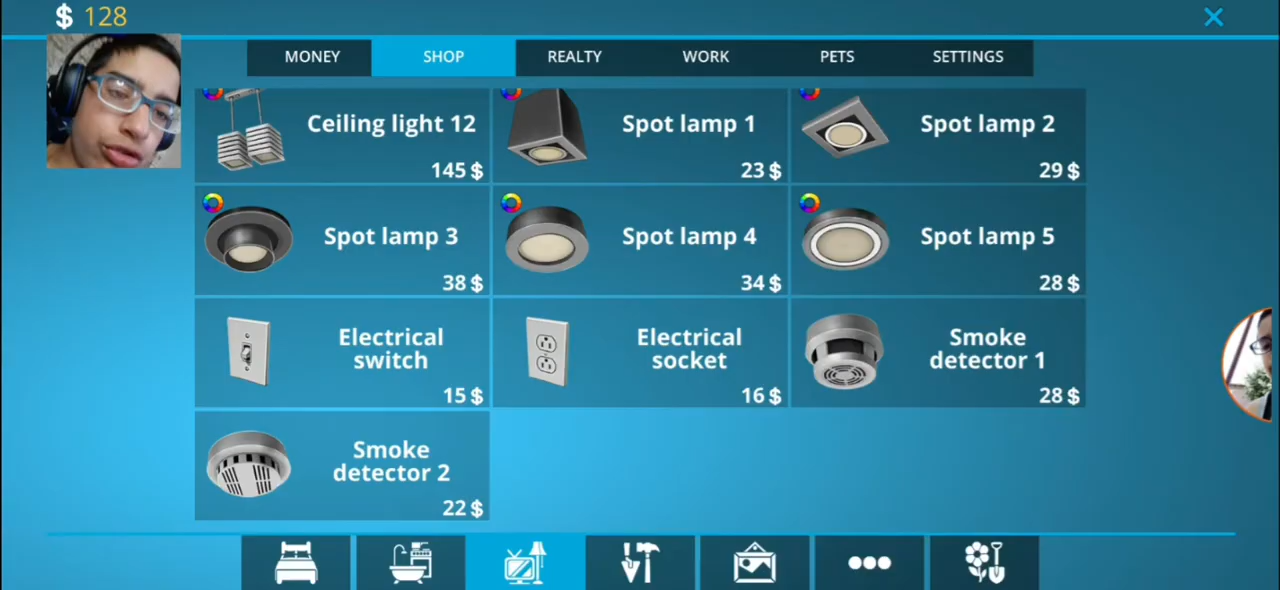 $ 128
MONEY SHOP REALTY WORK PETS SETTINGS
Ceiling light 12
145 $
Spot lamp 1
23 $
Spot lamp 2
29 $
Spot lamp 3
38 $
Spot lamp 4
34 $
Spot lamp 5
28 $
Electrical
switch
15 $
Electrical
socket
16 $
Smoke
detector 1
28 $
Smoke
detector 2
22 $